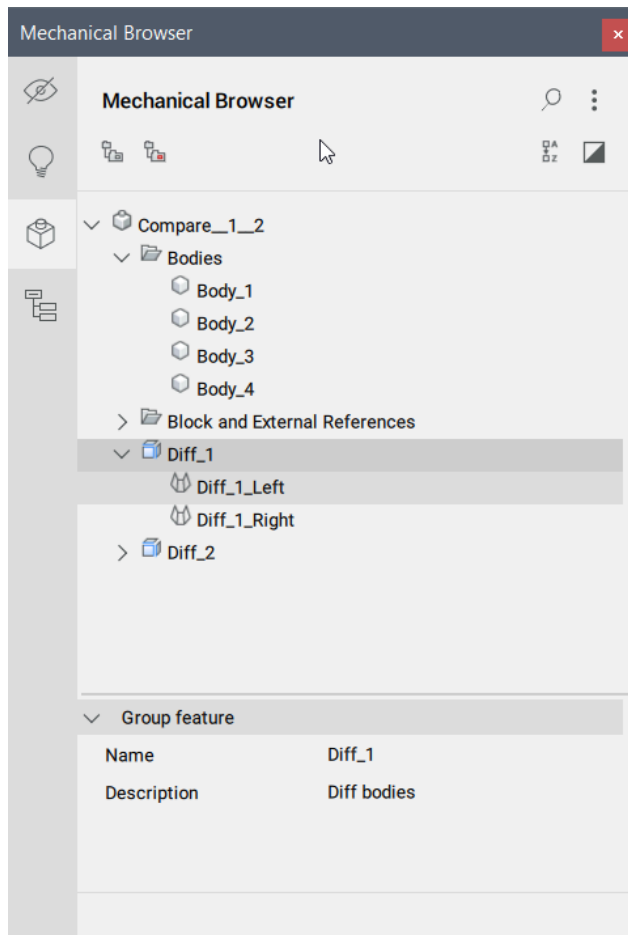 Mechanical Browser
Mechanical Browser
Compare__1__2
Bodies
Body_1
Body_2
Body_3
Body_4
Block and External References
Diff_1
Diff_1_Left
Diff_1_Right
Diff_2
Group feature
Name Diff_1
Description Diff bodies